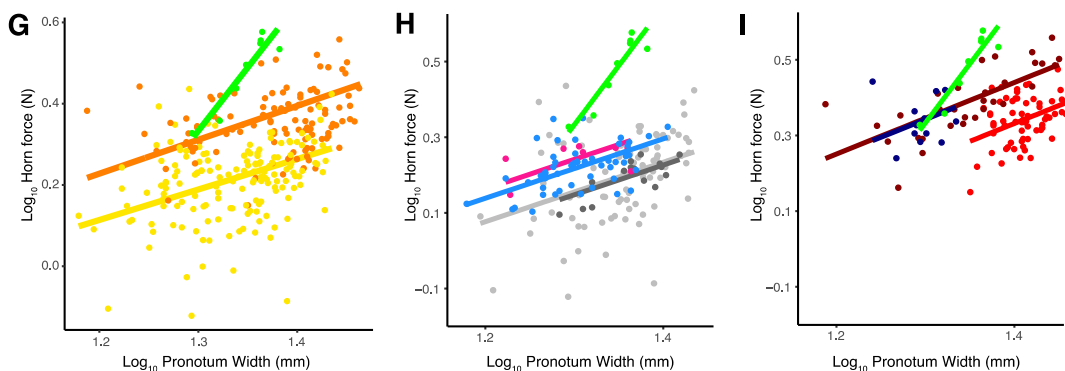 G
Log10 Horn force (N)
0.6
0.4
0.2
0.0
1.2 1.3 1.4
Log10 Pronotum Width (mm)
H
Log10 Horn force (N)
0.5
0.3
0.1
−0.1
1.2 1.4
Log10 Pronotum Width (mm)
I
Log10 Horn force (N)
0.5
0.3
0.1
−0.1
1.2 1.4
Log10 Pronotum Width (mm)